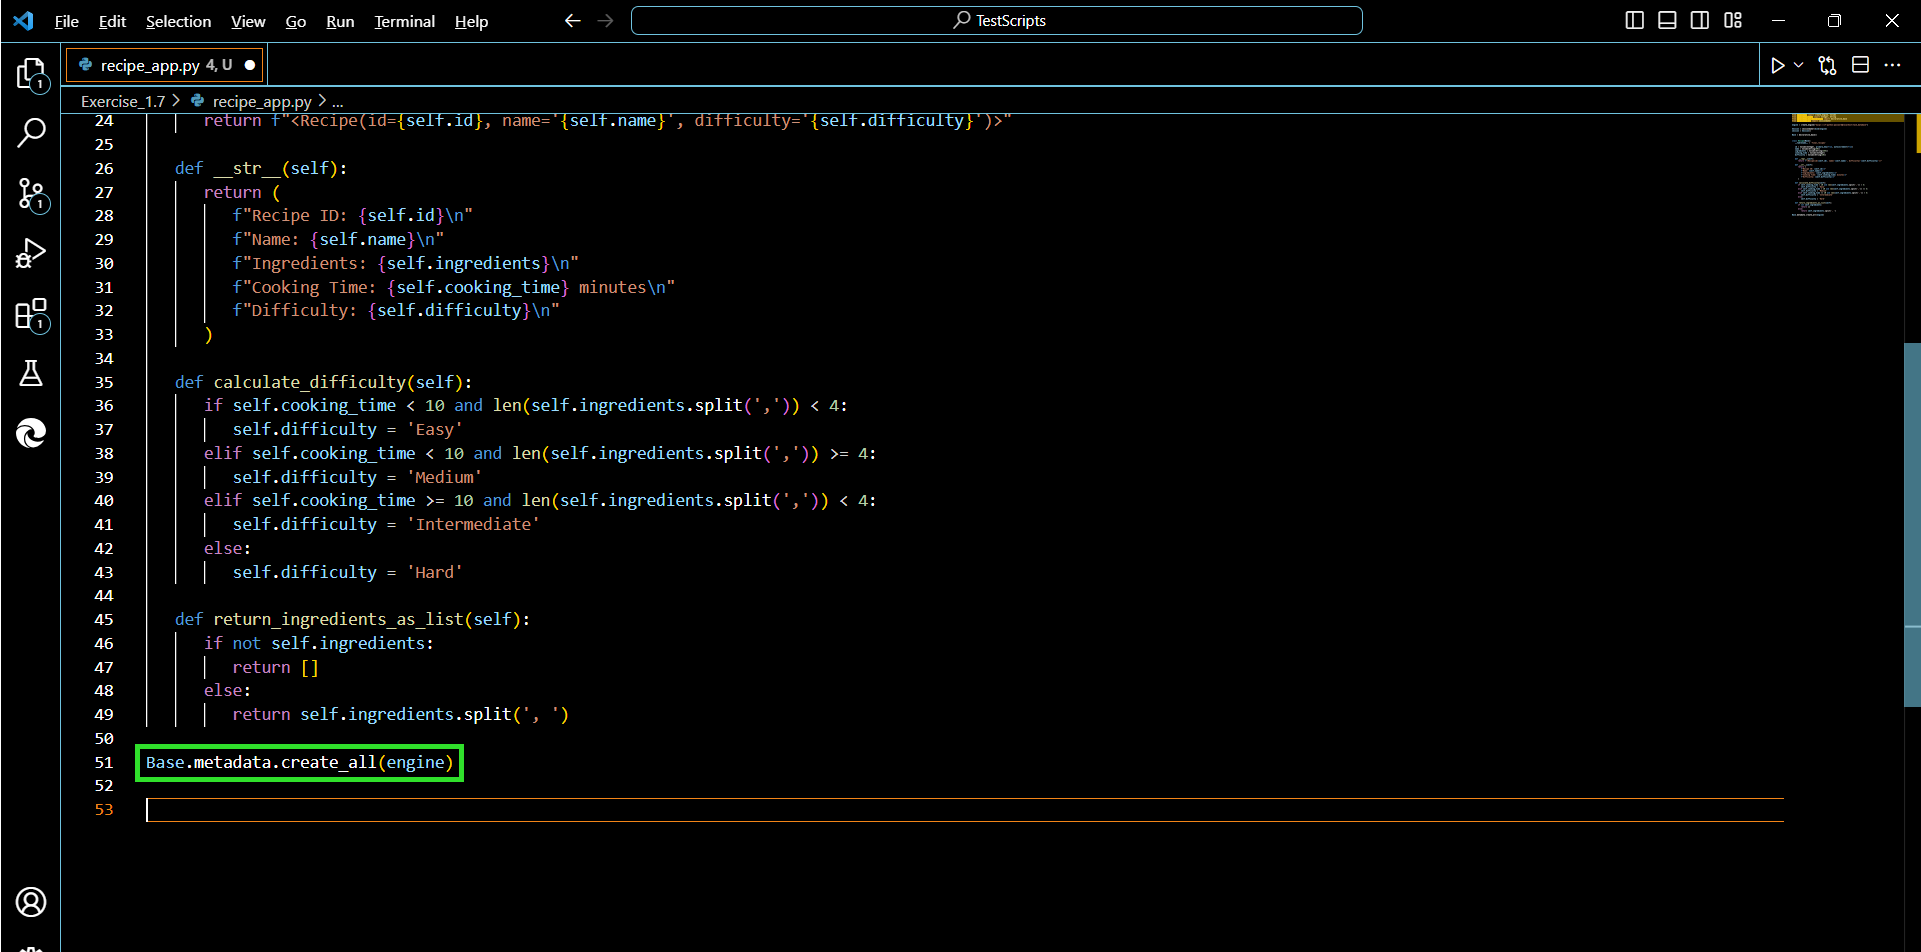 File Edit Selection View Go Run Terminal Help TestScripts
recipe_app.py 4, U
Exercise_1.7 > recipe_app.py > ...
24 return f"<Recipe(id={self.id}, name='{self.name}', difficulty='{self.difficulty}')>"
25
26 def __str__(self):
27 return (
28 f"Recipe ID: {self.id}\n"
29 f"Name: {self.name}\n"
30 f"Ingredients: {self.ingredients}\n"
31 f"Cooking Time: {self.cooking_time} minutes\n"
32 f"Difficulty: {self.difficulty}\n"
33 )
34
35 def calculate_difficulty(self):
36 if self.cooking_time < 10 and len(self.ingredients.split(',')) < 4:
37 self.difficulty = 'Easy'
38 elif self.cooking_time < 10 and len(self.ingredients.split(',')) >= 4:
39 self.difficulty = 'Medium'
40 elif self.cooking_time >= 10 and len(self.ingredients.split(',')) < 4:
41 self.difficulty = 'Intermediate'
42 else:
43 self.difficulty = 'Hard'
44
45 def return_ingredients_as_list(self):
46 if not self.ingredients:
47 return []
48 else:
49 return self.ingredients.split(', ')
50
51 Base.metadata.create_all(engine)
52
53
1
1
1